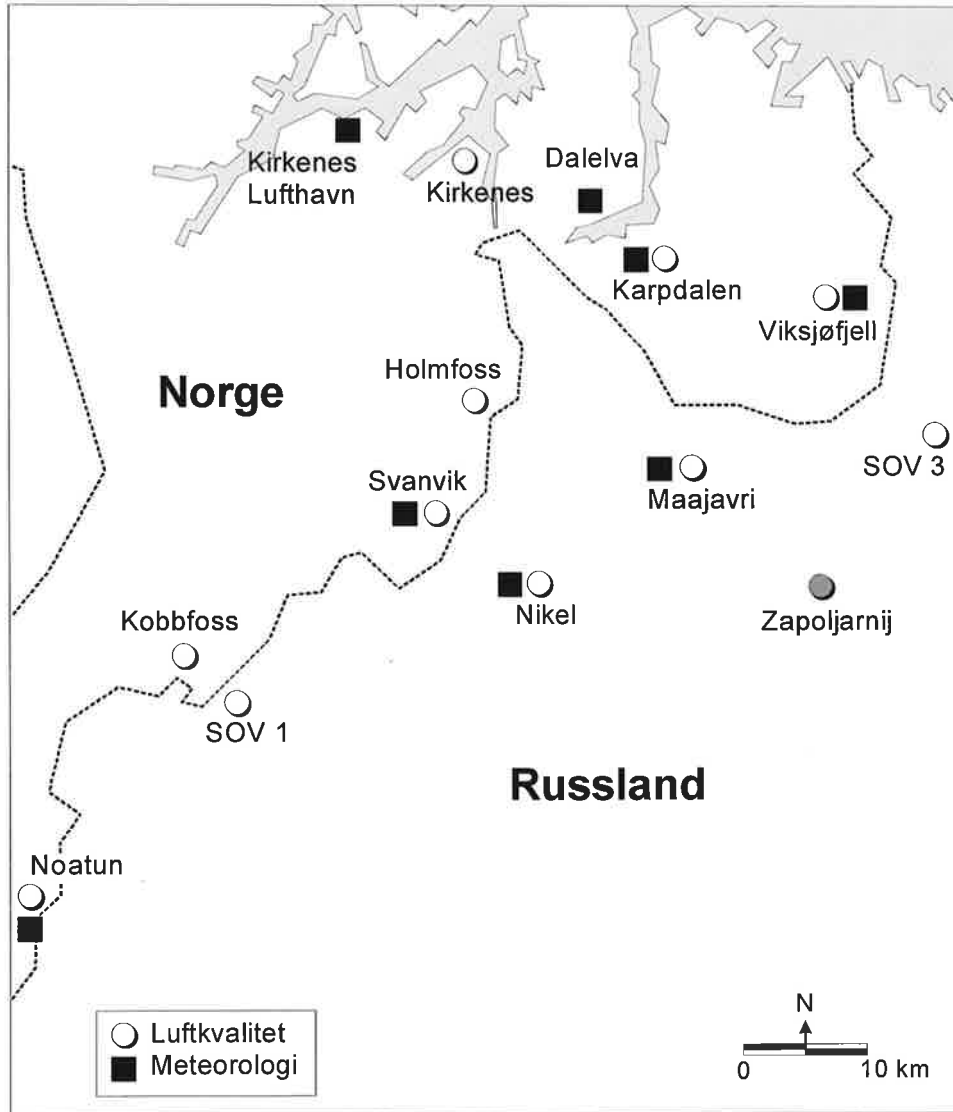 Kirkenes
Lufthavn
Kirkenes
Dalelva
Karpdalen
Viksjøfjell
Norge
Holmfoss
SOV 3
Svanvik
Maajavri
Nikel
Zapoljarnij
Kobbfoss
SOV 1
Russland
Noatun
Luftkvalitet
Meteorologi
N
0 10 km